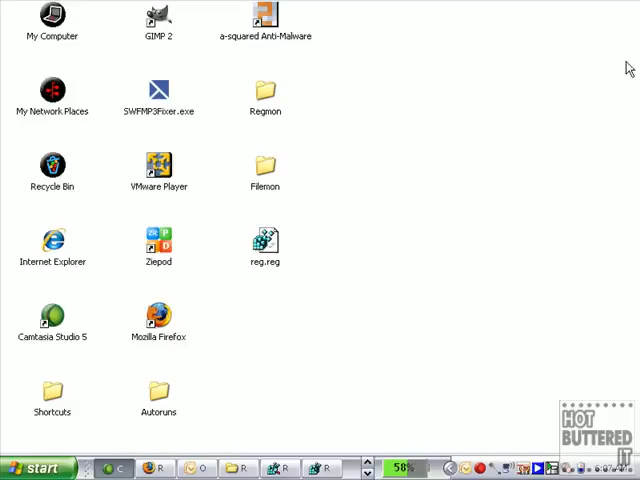 My Computer
GIMP 2
a-squared Anti-Malware
My Network Places
SWFMP3Fixer.exe
Regmon
Recycle Bin
VMware Player
Filemon
Internet Explorer
Ziepod
reg.reg
Camtasia Studio 5
Mozilla Firefox
Shortcuts
Autoruns
HOT
BUTTERED
IT
start
C
R
O
R
R
R
58%